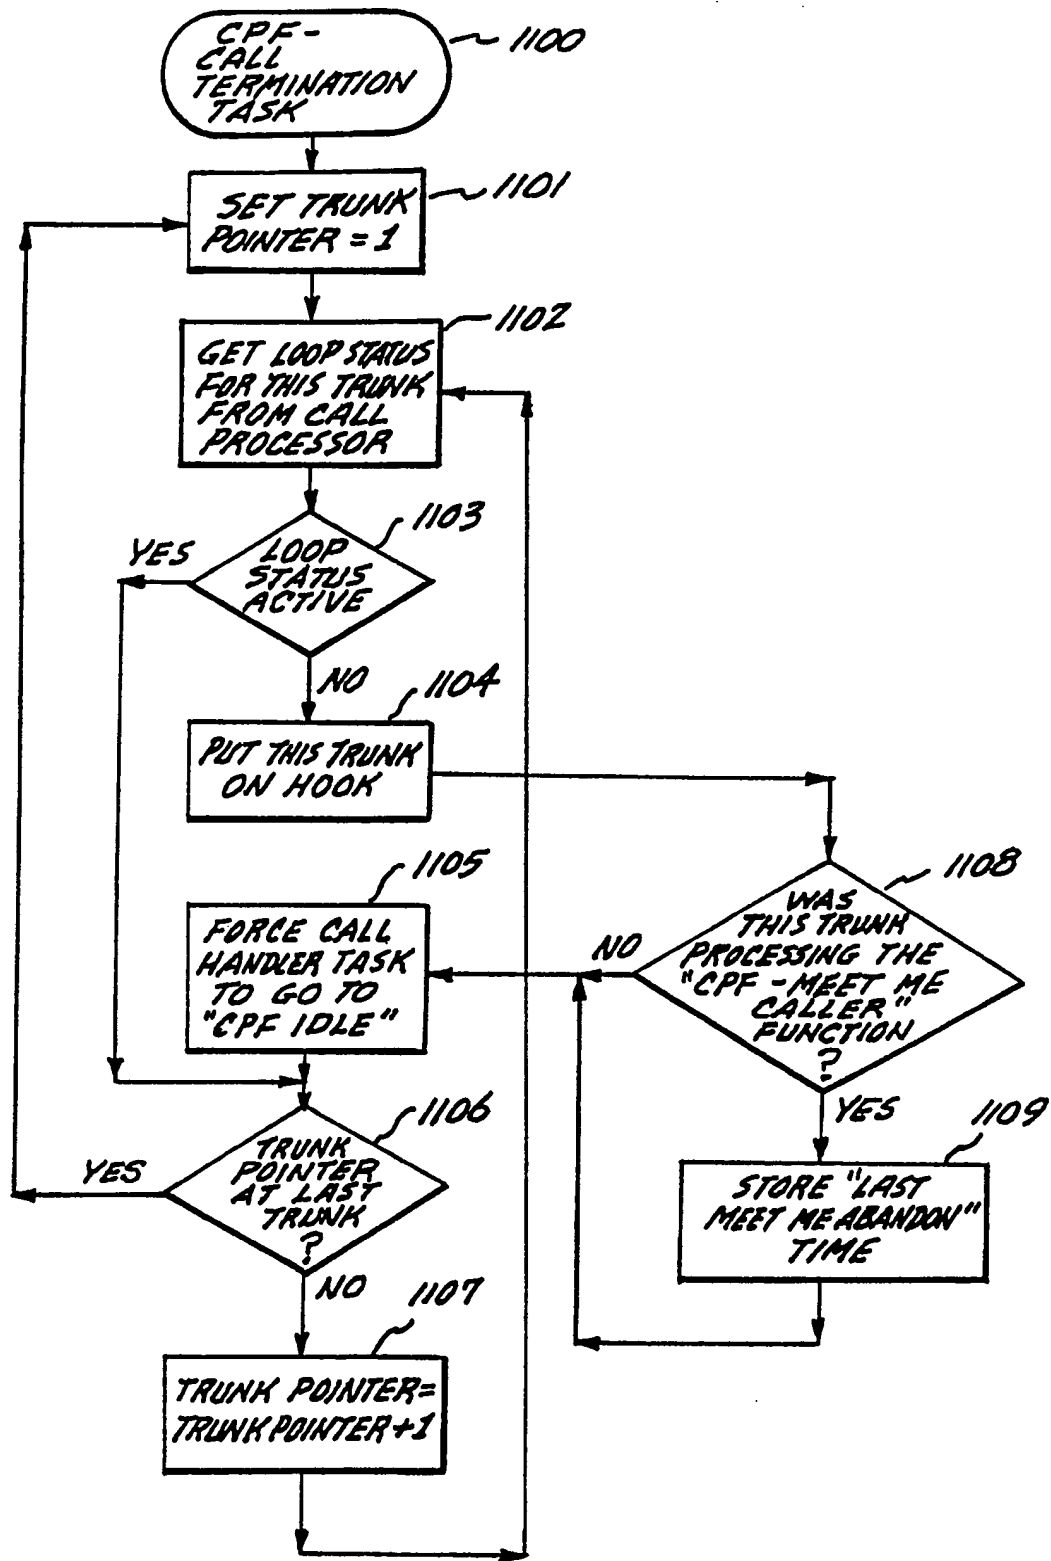 CPF-
CALL
TERMINATION
TASK
1100
SET TRUNK
POINTER = 1
1101
GET LOOP STATUS
FOR THIS TRUNK
FROM CALL
PROCESSOR
1102
LOOP
STATUS
ACTIVE
1103
YES
NO
PUT THIS TRUNK
ON HOOK
1104
WAS
THIS TRUNK
PROCESSING THE
"CPF - MEET ME
CALLER"
FUNCTION
?
1108
NO
YES
STORE "LAST
MEET ME ABANDON"
TIME
1109
FORCE CALL
HANDLER TASK
TO GO TO
"CPF IDLE"
1105
TRUNK
POINTER
AT LAST
TRUNK
?
1106
YES
NO
TRUNK POINTER=
TRUNK POINTER+1
1107